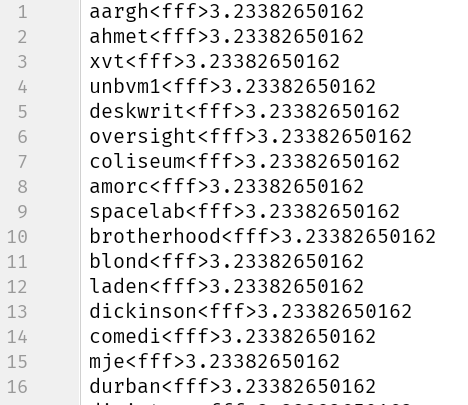 1 aargh<fff>3.23382650162
2 ahmet<fff>3.23382650162
3 xvt<fff>3.23382650162
4 unbvm1<fff>3.23382650162
5 deskwrit<fff>3.23382650162
6 oversight<fff>3.23382650162
7 coliseum<fff>3.23382650162
8 amorc<fff>3.23382650162
9 spacelab<fff>3.23382650162
10 brotherhood<fff>3.23382650162
11 blond<fff>3.23382650162
12 laden<fff>3.23382650162
13 dickinson<fff>3.23382650162
14 comedi<fff>3.23382650162
15 mje<fff>3.23382650162
16 durban<fff>3.23382650162